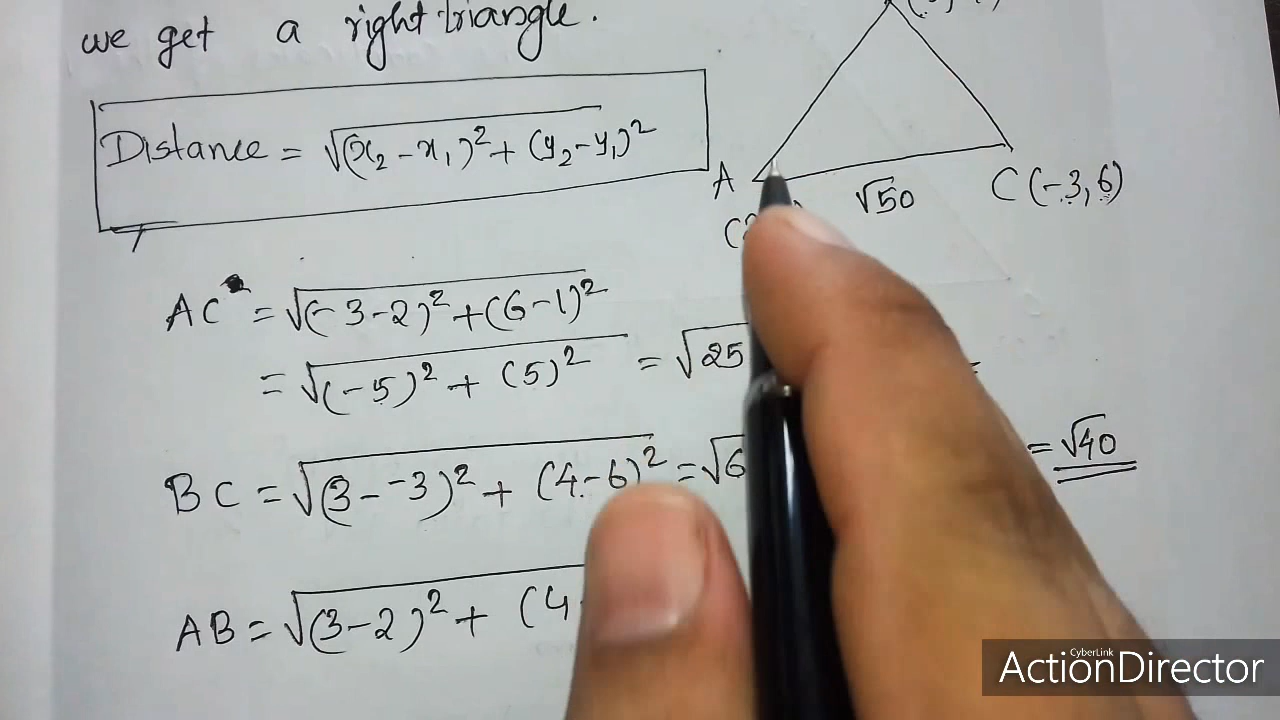 we get a right triangle.
Distance = √(x₂ - x₁)² + (y₂ - y₁)²
A
√50
C (-3, 6)
AC = √(-3-2)² + (6-1)²
= √(-5)² + (5)² = √25
=
BC = √(3--3)² + (4-6)² = √6
= √40
AB = √(3-2)² + (4
CyberLink
ActionDirector